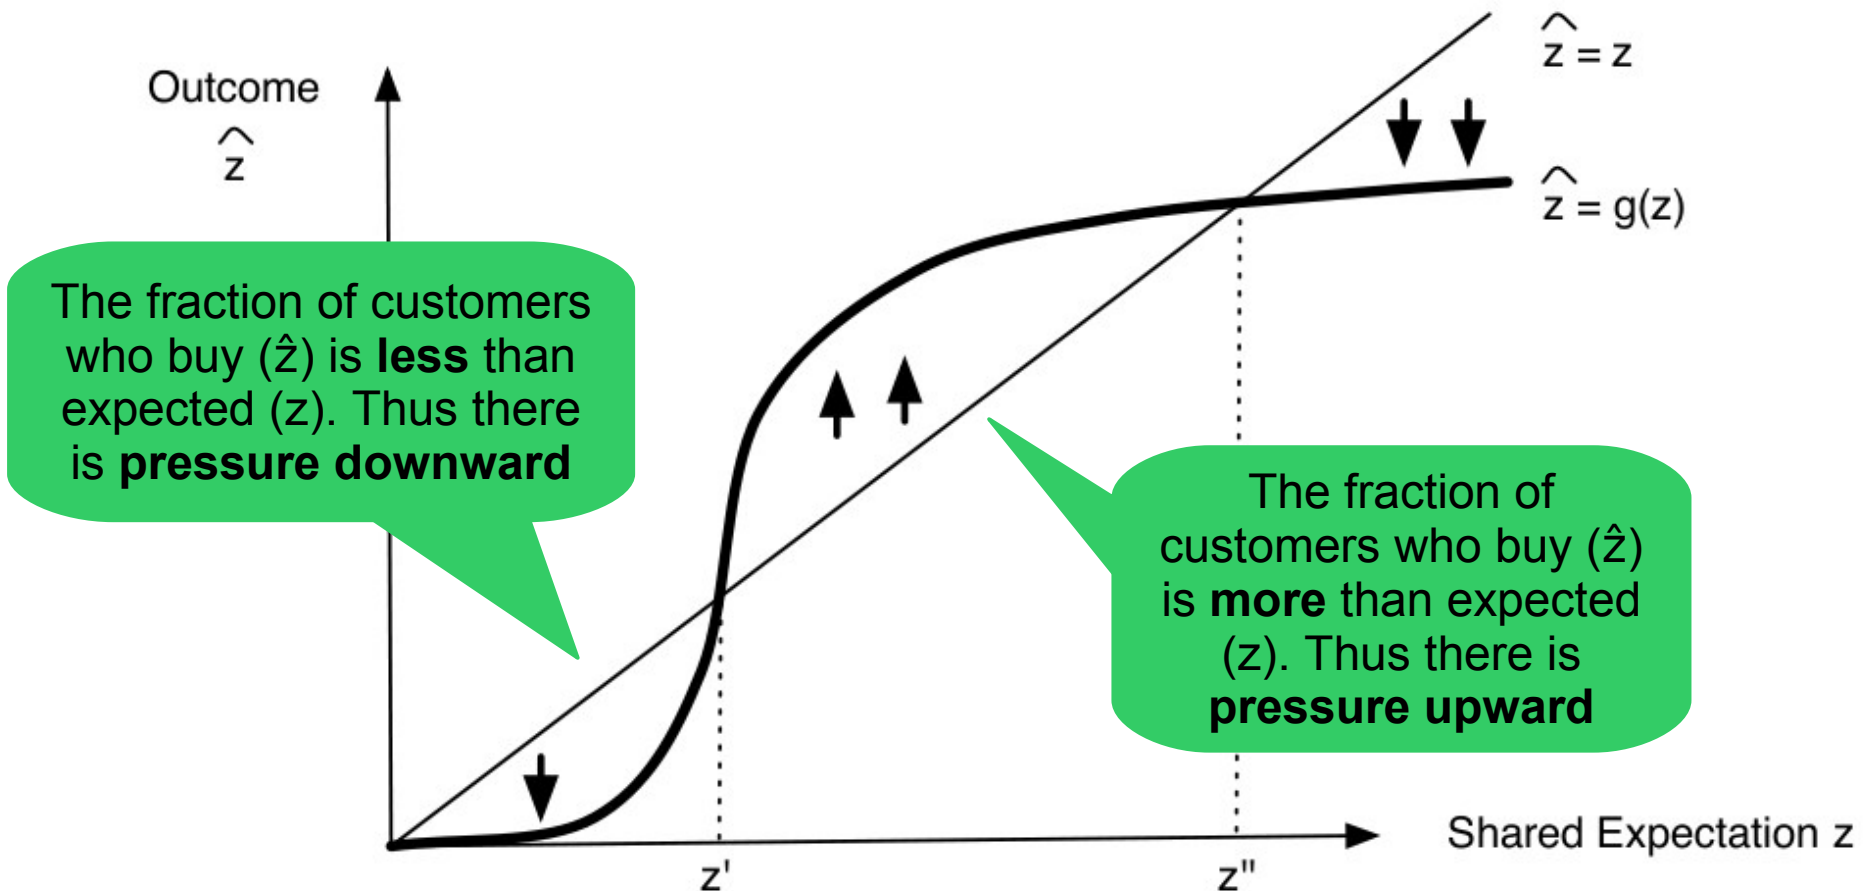 Outcome
ẑ
ẑ = z
ẑ = g(z)
The fraction of customers
who buy (ẑ) is less than
expected (z). Thus there
is pressure downward
The fraction of
customers who buy (ẑ)
is more than expected
(z). Thus there is
pressure upward
Shared Expectation z
z'
z"